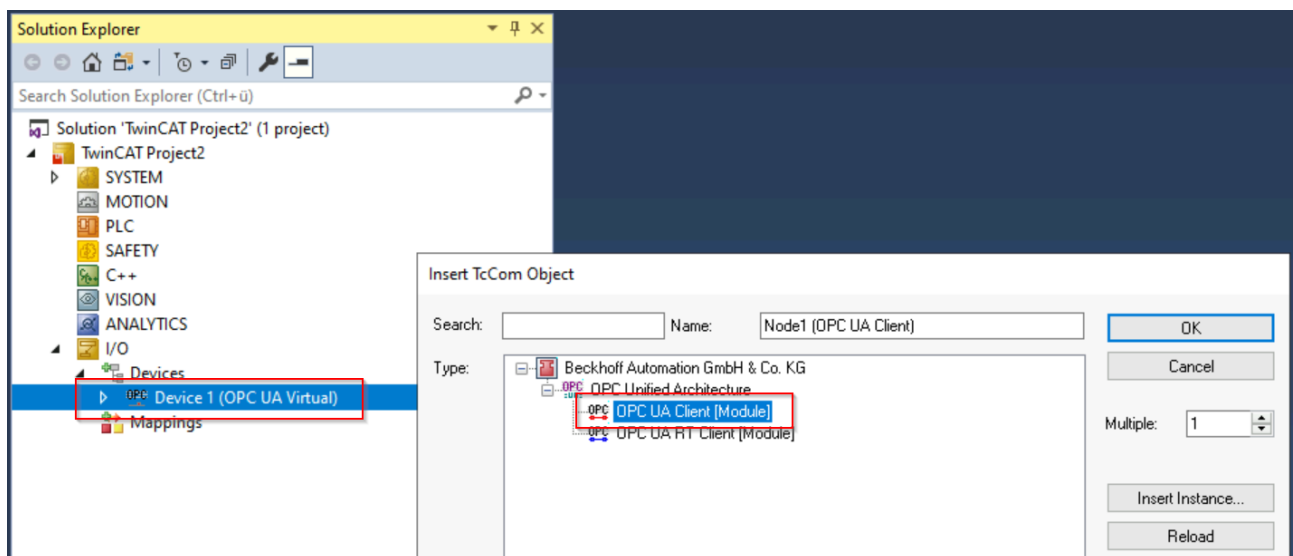 Solution Explorer
Search Solution Explorer (Ctrl+ü)
Solution 'TwinCAT Project2' (1 project)
TwinCAT Project2
SYSTEM
MOTION
PLC
SAFETY
C++
VISION
ANALYTICS
I/O
Devices
Device 1 (OPC UA Virtual)
Mappings
Insert TcCom Object
Search:
Name:
Node1 (OPC UA Client)
OK
Type:
Beckhoff Automation GmbH & Co. KG
Cancel
OPC Unified Architecture
OPC UA Client [Module]
OPC UA RT Client [Module]
Multiple:
1
Insert Instance...
Reload